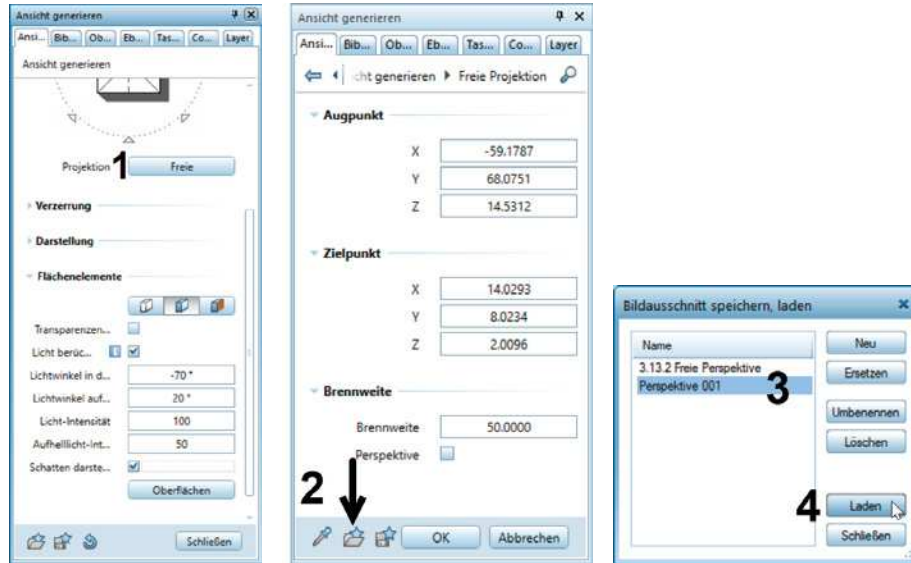 Ansicht generieren
Ansi... Bib... Ob... Eb... Tas... Co... Layer
Ansicht generieren
1
Projektion Freie
Verzerrung
Darstellung
Flächenelemente
Transparenzen...
Licht berüc...
Lichtwinkel in d... -70 °
Lichtwinkel auf... 20 °
Licht-Intensität 100
Aufhelllicht-Int... 50
Schatten darste...
Oberflächen
Schließen
Ansicht generieren
Ansi... Bib... Ob... Eb... Tas... Co... Layer
cht generieren Freie Projektion
Augpunkt
X -59.1787
Y 68.0751
Z 14.5312
Zielpunkt
X 14.0293
Y 8.0234
Z 2.0096
Brennweite
Brennweite 50.0000
Perspektive
2
OK Abbrechen
Bildausschnitt speichern, laden
Name
3.13.2 Freie Perspektive
Perspektive 001
3
Neu
Ersetzen
Umbenennen
Löschen
4
Laden
Schließen